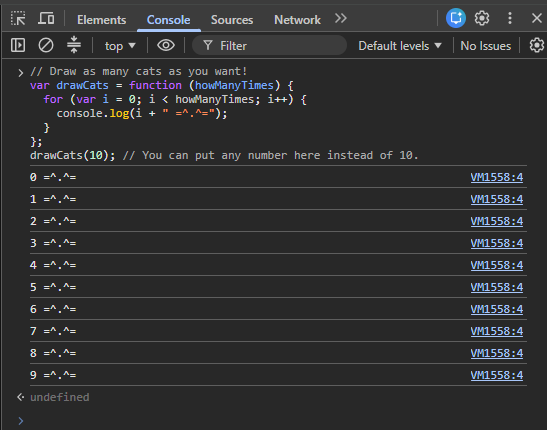 Elements Console Sources Network
top Filter Default levels No Issues
// Draw as many cats as you want!
var drawCats = function (howManyTimes) {
  for (var i = 0; i < howManyTimes; i++) {
    console.log(i + " =^.^=");
  }
};
drawCats(10); // You can put any number here instead of 10.
0 =^.^= VM1558:4
1 =^.^= VM1558:4
2 =^.^= VM1558:4
3 =^.^= VM1558:4
4 =^.^= VM1558:4
5 =^.^= VM1558:4
6 =^.^= VM1558:4
7 =^.^= VM1558:4
8 =^.^= VM1558:4
9 =^.^= VM1558:4
undefined